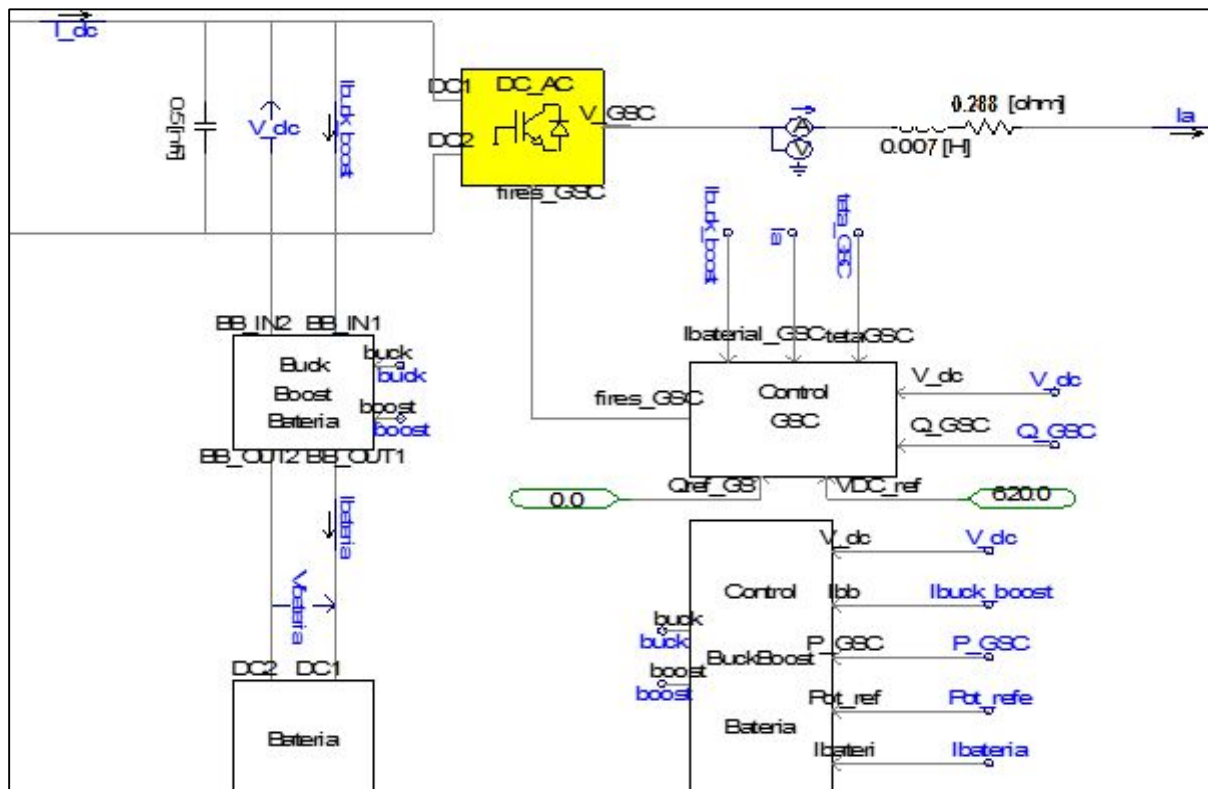 I_dc
DC1
DC_AC
V_GSC
DC2
fires_GSC
V_dc
Ibuck_boost
A
V
0.288 [ohm]
0.007 [H]
Ia
Ibuck_boost
Ia
teta_GSC
BB_IN2 BB_IN1
Buck
Boost
Bateria
buck
buck
boost
boost
BB_OUT2 BB_OUT1
Ibaterial_GSC tetaGSC
fires_GSC
Control
GSC
V_dc V_dc
Q_GSC Q_GSC
0.0
Qref_GS
VDC_ref
620.0
Ibateria
Vbateria
DC2 DC1
Bateria
Control
BuckBoost
Bateria
buck
buck
boost
boost
V_dc V_dc
Ibb Ibuck_boost
P_GSC P_GSC
Pot_ref Pot_refe
Ibateri Ibateria